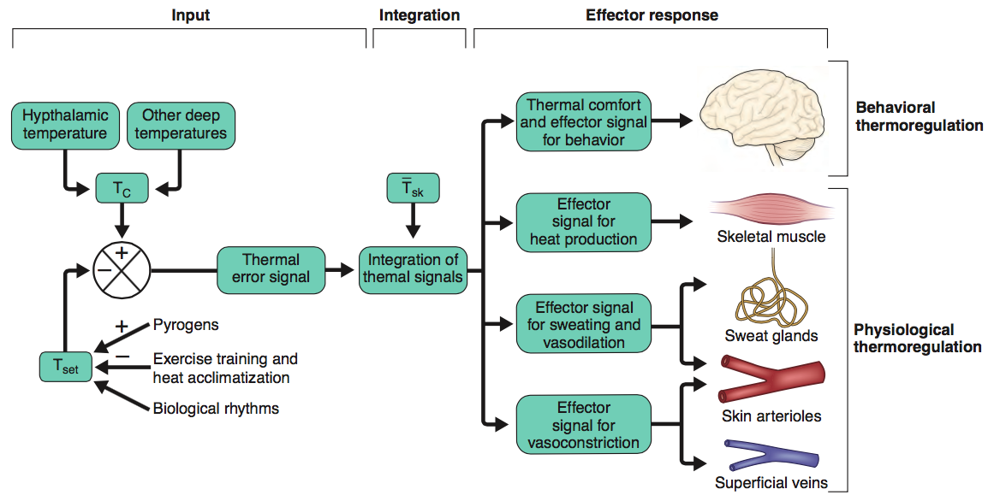 Input
Integration
Effector response
Hypthalamic
temperature
Other deep
temperatures
T_C
+
−
Thermal
error signal
T_set
+
Pyrogens
−
Exercise training and
heat acclimatization
Biological rhythms
T̅_sk
Integration of
themal signals
Thermal comfort
and effector signal
for behavior
Effector
signal for
heat production
Effector signal
for sweating and
vasodilation
Effector
signal for
vasoconstriction
Skeletal muscle
Sweat glands
Skin arterioles
Superficial veins
Behavioral
thermoregulation
Physiological
thermoregulation